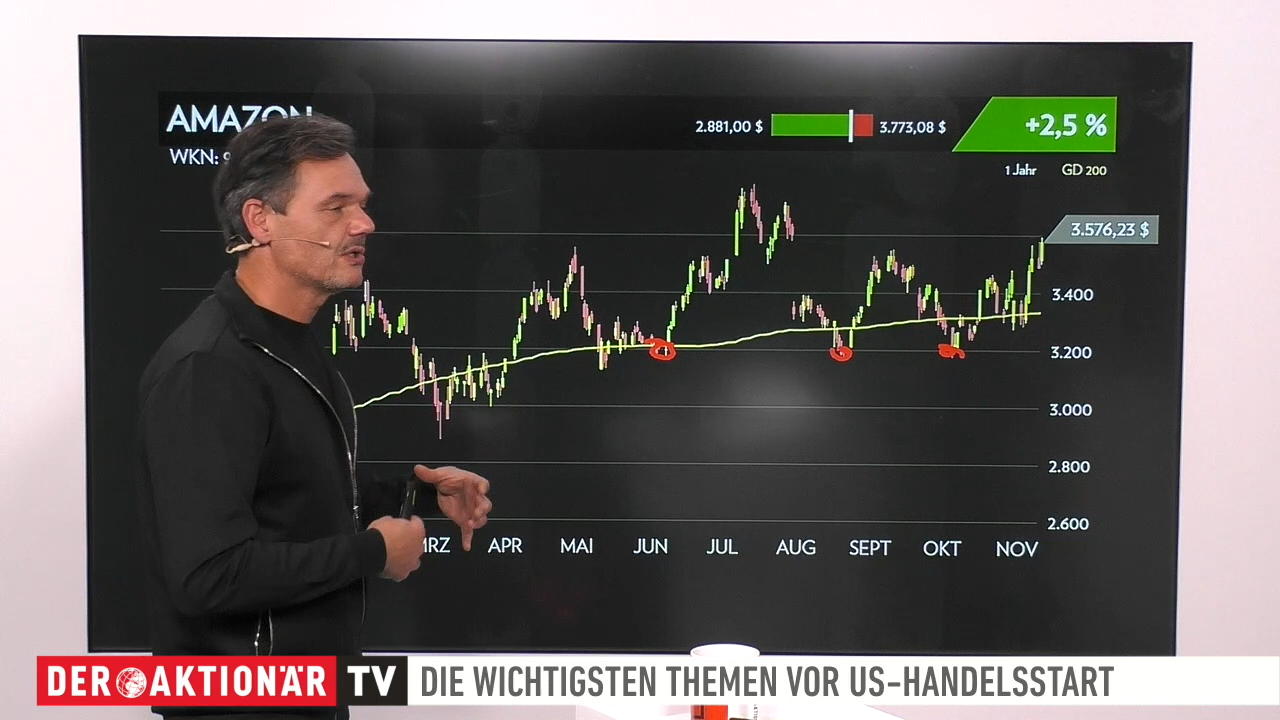 AMAZON
2.881,00 $ 3.773,08 $
+2,5 %
WKN:
1 Jahr GD 200
3.576,23 $
3.400
3.200
3.000
2.800
2.600
APR MAI JUN JUL AUG SEPT OKT NOV
DER AKTIONÄR TV DIE WICHTIGSTEN THEMEN VOR US-HANDELSSTART